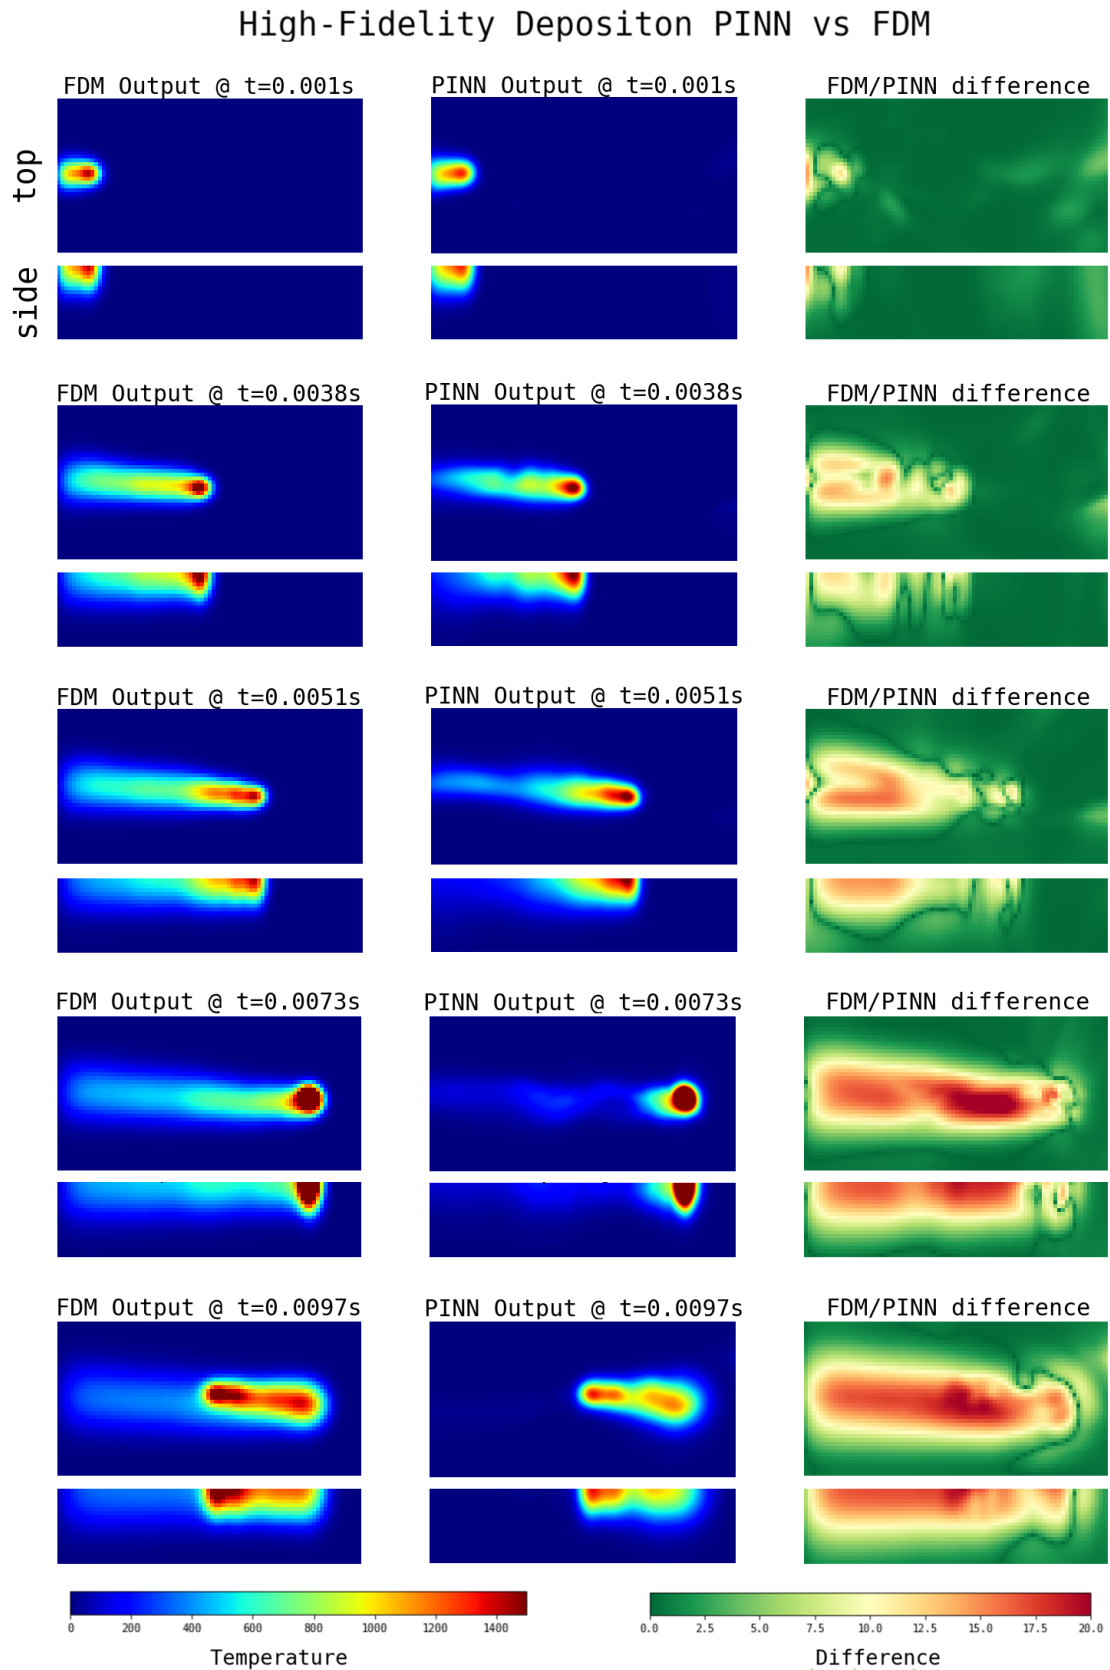 High-Fidelity Depositon PINN vs FDM
FDM Output @ t=0.001s
PINN Output @ t=0.001s
FDM/PINN difference
top
side
FDM Output @ t=0.0038s
PINN Output @ t=0.0038s
FDM/PINN difference
FDM Output @ t=0.0051s
PINN Output @ t=0.0051s
FDM/PINN difference
FDM Output @ t=0.0073s
PINN Output @ t=0.0073s
FDM/PINN difference
FDM Output @ t=0.0097s
PINN Output @ t=0.0097s
FDM/PINN difference
0 200 400 600 800 1000 1200 1400
0.0 2.5 5.0 7.5 10.0 12.5 15.0 17.5 20.0
Temperature
Difference